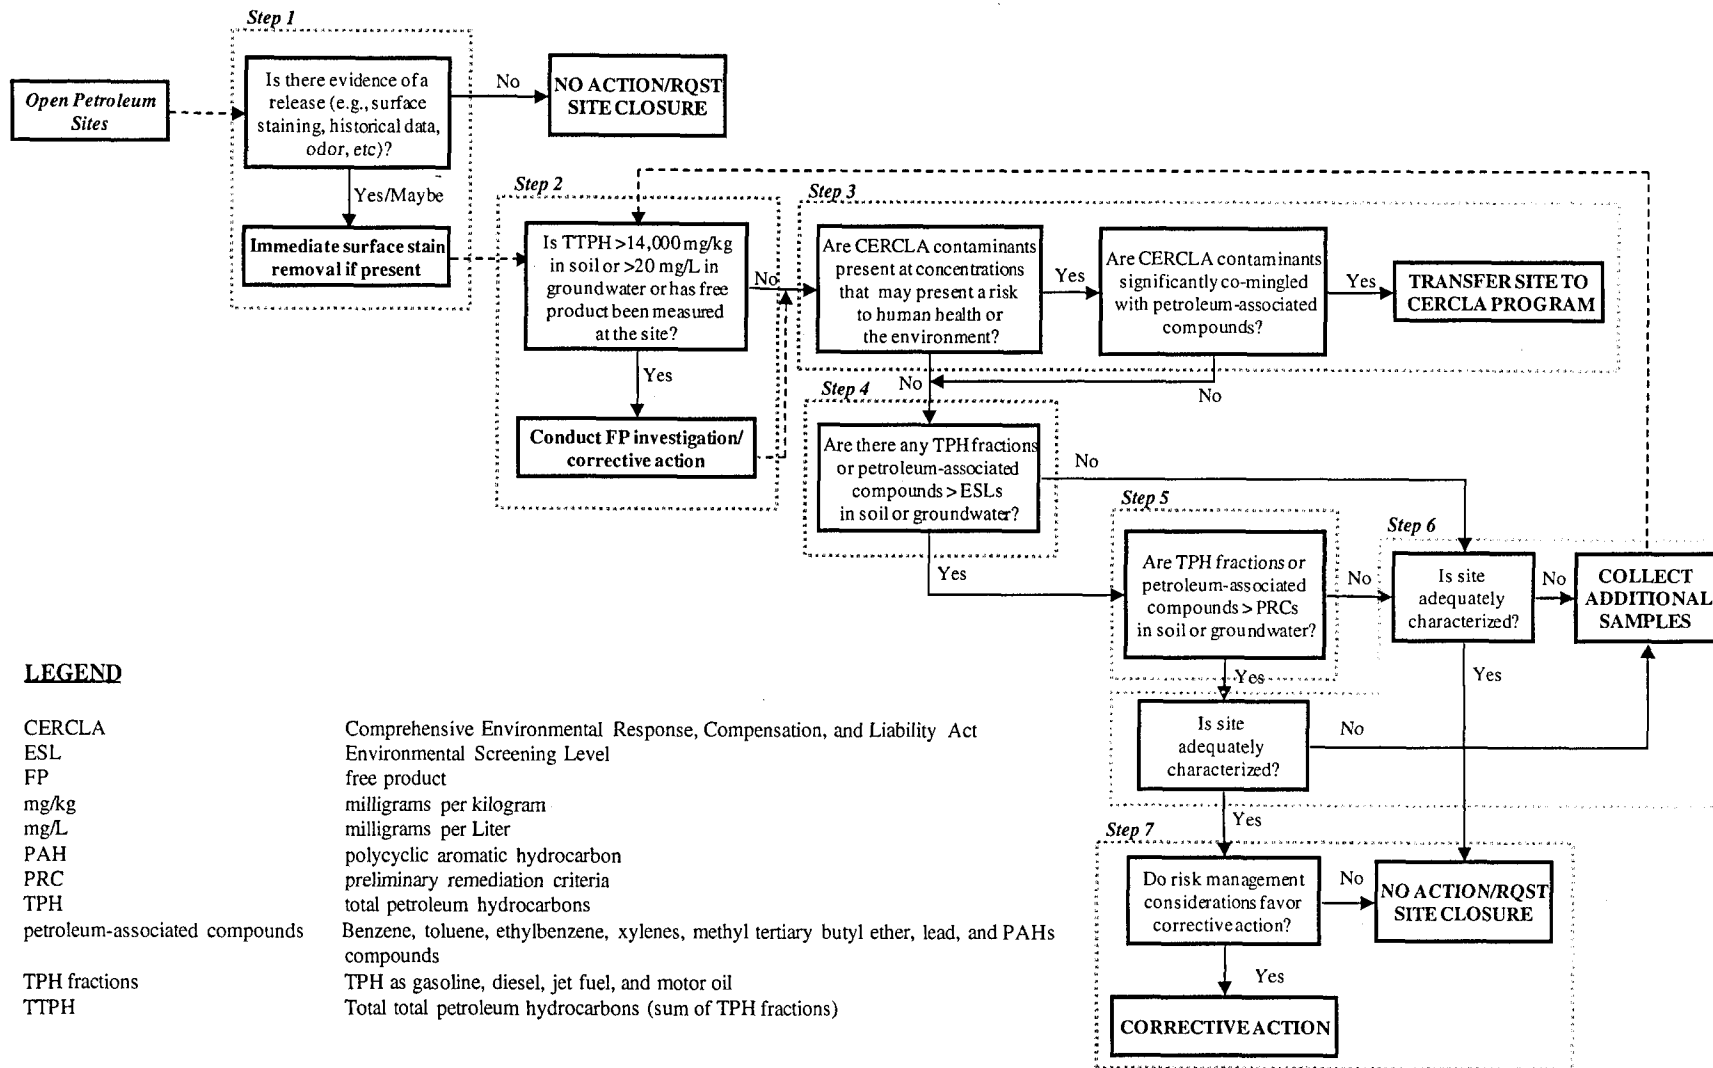 Step 1
Open Petroleum
Sites
Is there evidence of a
release (e.g., surface
staining, historical data,
odor, etc)?
No
NO ACTION/RQST
SITE CLOSURE
Yes/Maybe
Immediate surface stain
removal if present
Step 2
Is TTPH >14,000 mg/kg
in soil or >20 mg/L in
groundwater or has free
product been measured
at the site?
No
Yes
Conduct FP investigation/
corrective action
Step 3
Are CERCLA contaminants
present at concentrations
that may present a risk
to human health or
the environment?
Yes
Are CERCLA contaminants
significantly co-mingled
with petroleum-associated
compounds?
Yes
TRANSFER SITE TO
CERCLA PROGRAM
No
No
Step 4
Are there any TPH fractions
or petroleum-associated
compounds > ESLs
in soil or groundwater?
No
Yes
Step 5
Are TPH fractions or
petroleum-associated
compounds > PRCs
in soil or groundwater?
No
Yes
Step 6
Is site
adequately
characterized?
No
COLLECT
ADDITIONAL
SAMPLES
Yes
Is site
adequately
characterized?
No
Yes
Step 7
Do risk management
considerations favor
corrective action?
No
NO ACTION/RQST
SITE CLOSURE
Yes
CORRECTIVE ACTION
LEGEND
CERCLA Comprehensive Environmental Response, Compensation, and Liability Act
ESL Environmental Screening Level
FP free product
mg/kg milligrams per kilogram
mg/L milligrams per Liter
PAH polycyclic aromatic hydrocarbon
PRC preliminary remediation criteria
TPH total petroleum hydrocarbons
petroleum-associated compounds Benzene, toluene, ethylbenzene, xylenes, methyl tertiary butyl ether, lead, and PAHs
compounds
TPH fractions TPH as gasoline, diesel, jet fuel, and motor oil
TTPH Total total petroleum hydrocarbons (sum of TPH fractions)